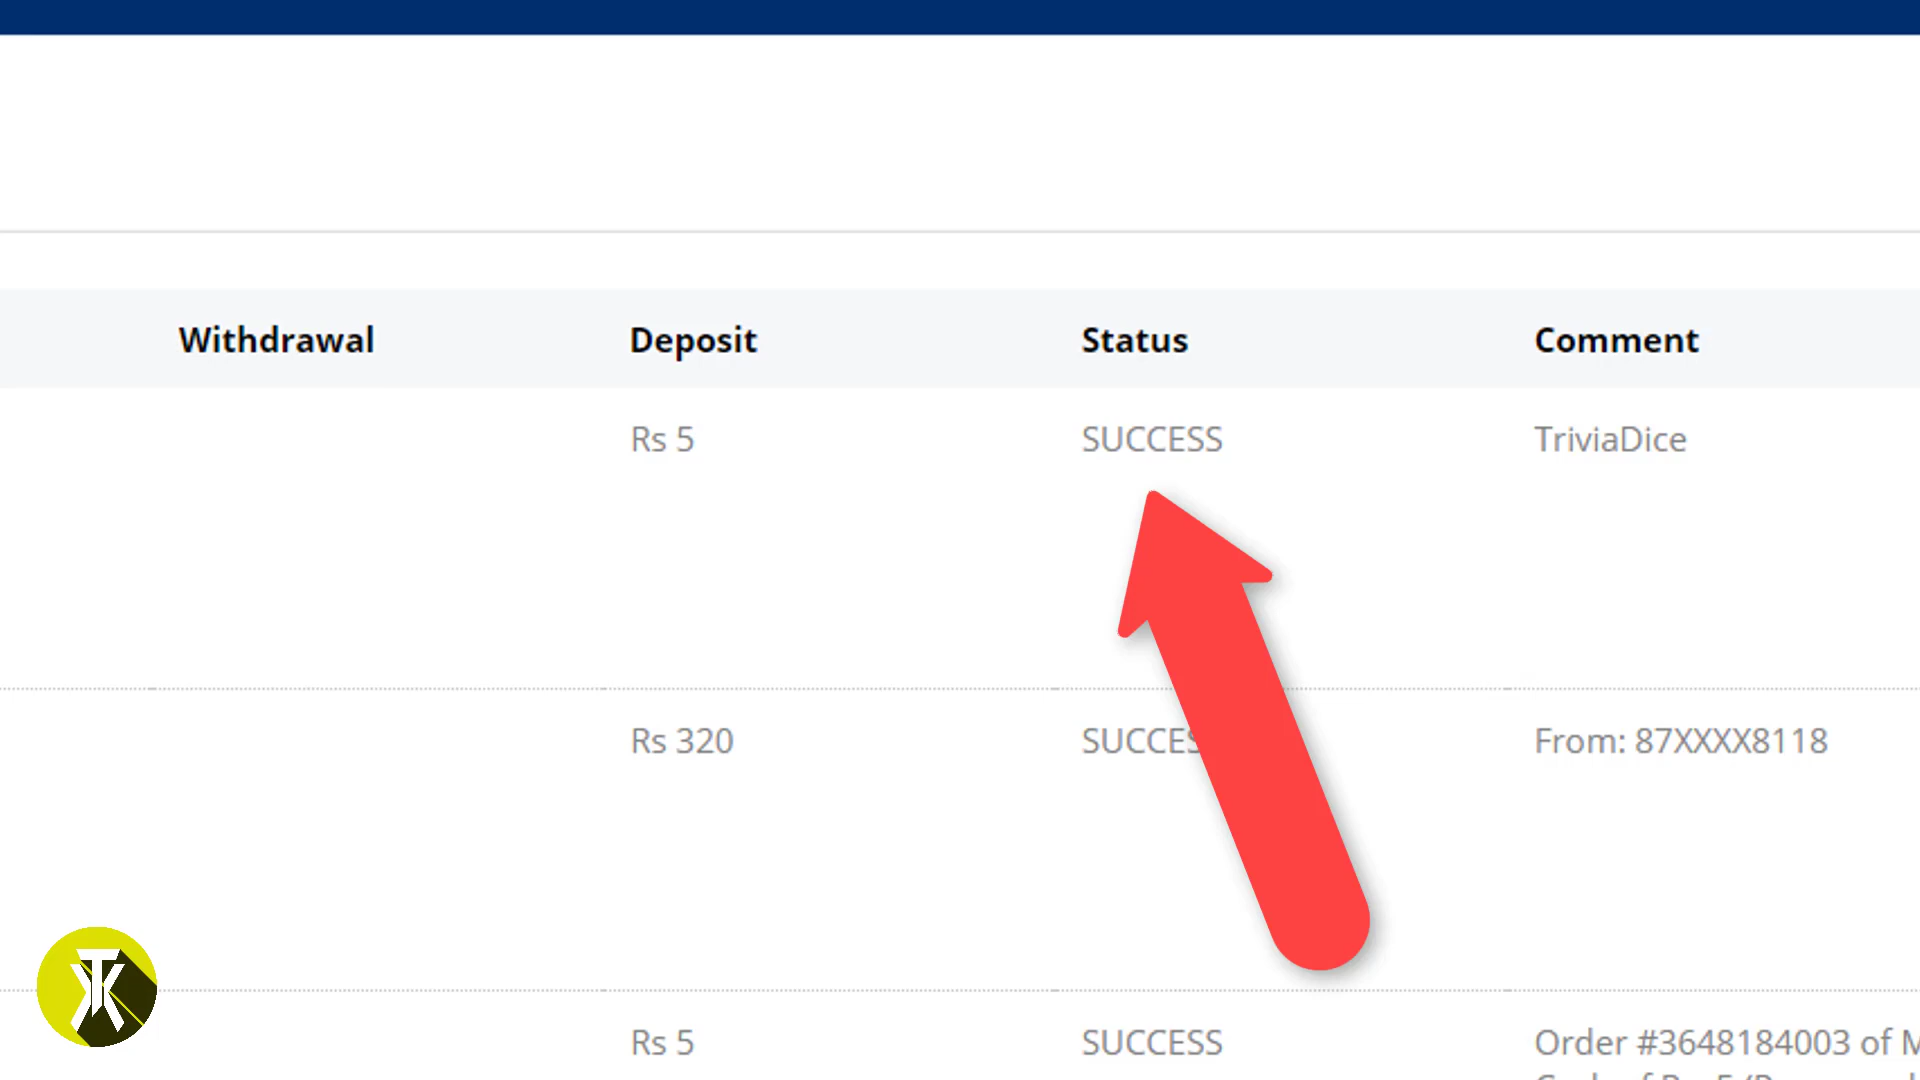 Withdrawal Deposit Status Comment
Rs 5 SUCCESS TriviaDice
Rs 320 From: 87XXXX8118
Rs 5 SUCCESS Order #3648184003 of